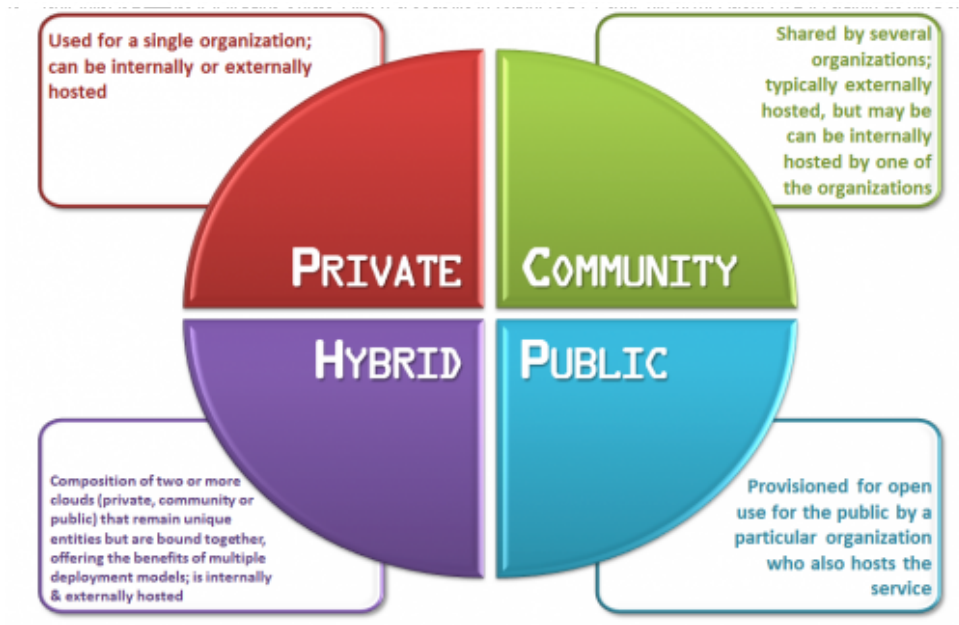 Used for a single organization;
can be internally or externally
hosted
Shared by several
organizations;
typically externally
hosted, but may be
can be internally
hosted by one of
the organizations
PRIVATE
COMMUNITY
HYBRID
PUBLIC
Composition of two or more
clouds (private, community or
public) that remain unique
entities but are bound together,
offering the benefits of multiple
deployment models; is internally
& externally hosted
Provisioned for open
use for the public by a
particular organization
who also hosts the
service